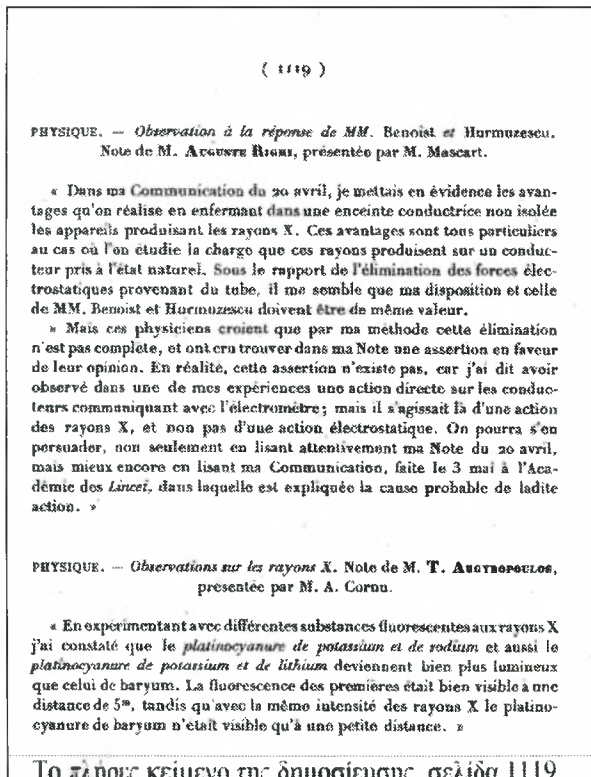 ( 1119 )
PHYSIQUE. — Observation à la réponse de MM. Benoist et Hurmuzescu.
Note de M. AUGUSTE RIGHI, présentée par M. Mascart.
« Dans ma Communication du 20 avril, je mettais en évidence les avan-
tages qu'on réalise en enfermant dans une enceinte conductrice non isolée
les appareils produisant les rayons X. Ces avantages sont tous particuliers
au cas où l'on étudie la charge que ces rayons produisent sur un conduc-
teur pris à l'état naturel. Sous le rapport de l'élimination des forces élec-
trostatiques provenant du tube, il me semble que ma disposition et celle
de MM. Benoist et Hurmuzescu doivent être de même valeur.
» Mais ces physiciens croient que par ma méthode cette élimination
n'est pas complète, et ont cru trouver dans ma Note une assertion en faveur
de leur opinion. En réalité, cette assertion n'existe pas, car j'ai dit avoir
observé dans une de mes expériences une action directe sur les conduc-
teurs communiquant avec l'électromètre; mais il s'agissait là d'une action
des rayons X, et non pas d'une action électrostatique. On pourra s'en
persuader, non seulement en lisant attentivement ma Note du 20 avril,
mais mieux encore en lisant ma Communication, faite le 3 mai à l'Aca-
démie des Lincei, dans laquelle est expliquée la cause probable de ladite
action. »
PHYSIQUE. — Observations sur les rayons X. Note de M. T. ARGYROPOULOS,
présentée par M. A. Cornu.
« En expérimentant avec différentes substances fluorescentes aux rayons X
j'ai constaté que le platinocyanure de potassium et de sodium et aussi le
platinocyanure de potassium et de lithium deviennent bien plus lumineux
que celui de baryum. La fluorescence des premières était bien visible à une
distance de 5ᵐ, tandis qu'avec la même intensité des rayons X le platino-
cyanure de baryum n'était visible qu'à une petite distance. »
Το πλήρες κείμενο της δημοσίευσης, σελίδα 1119